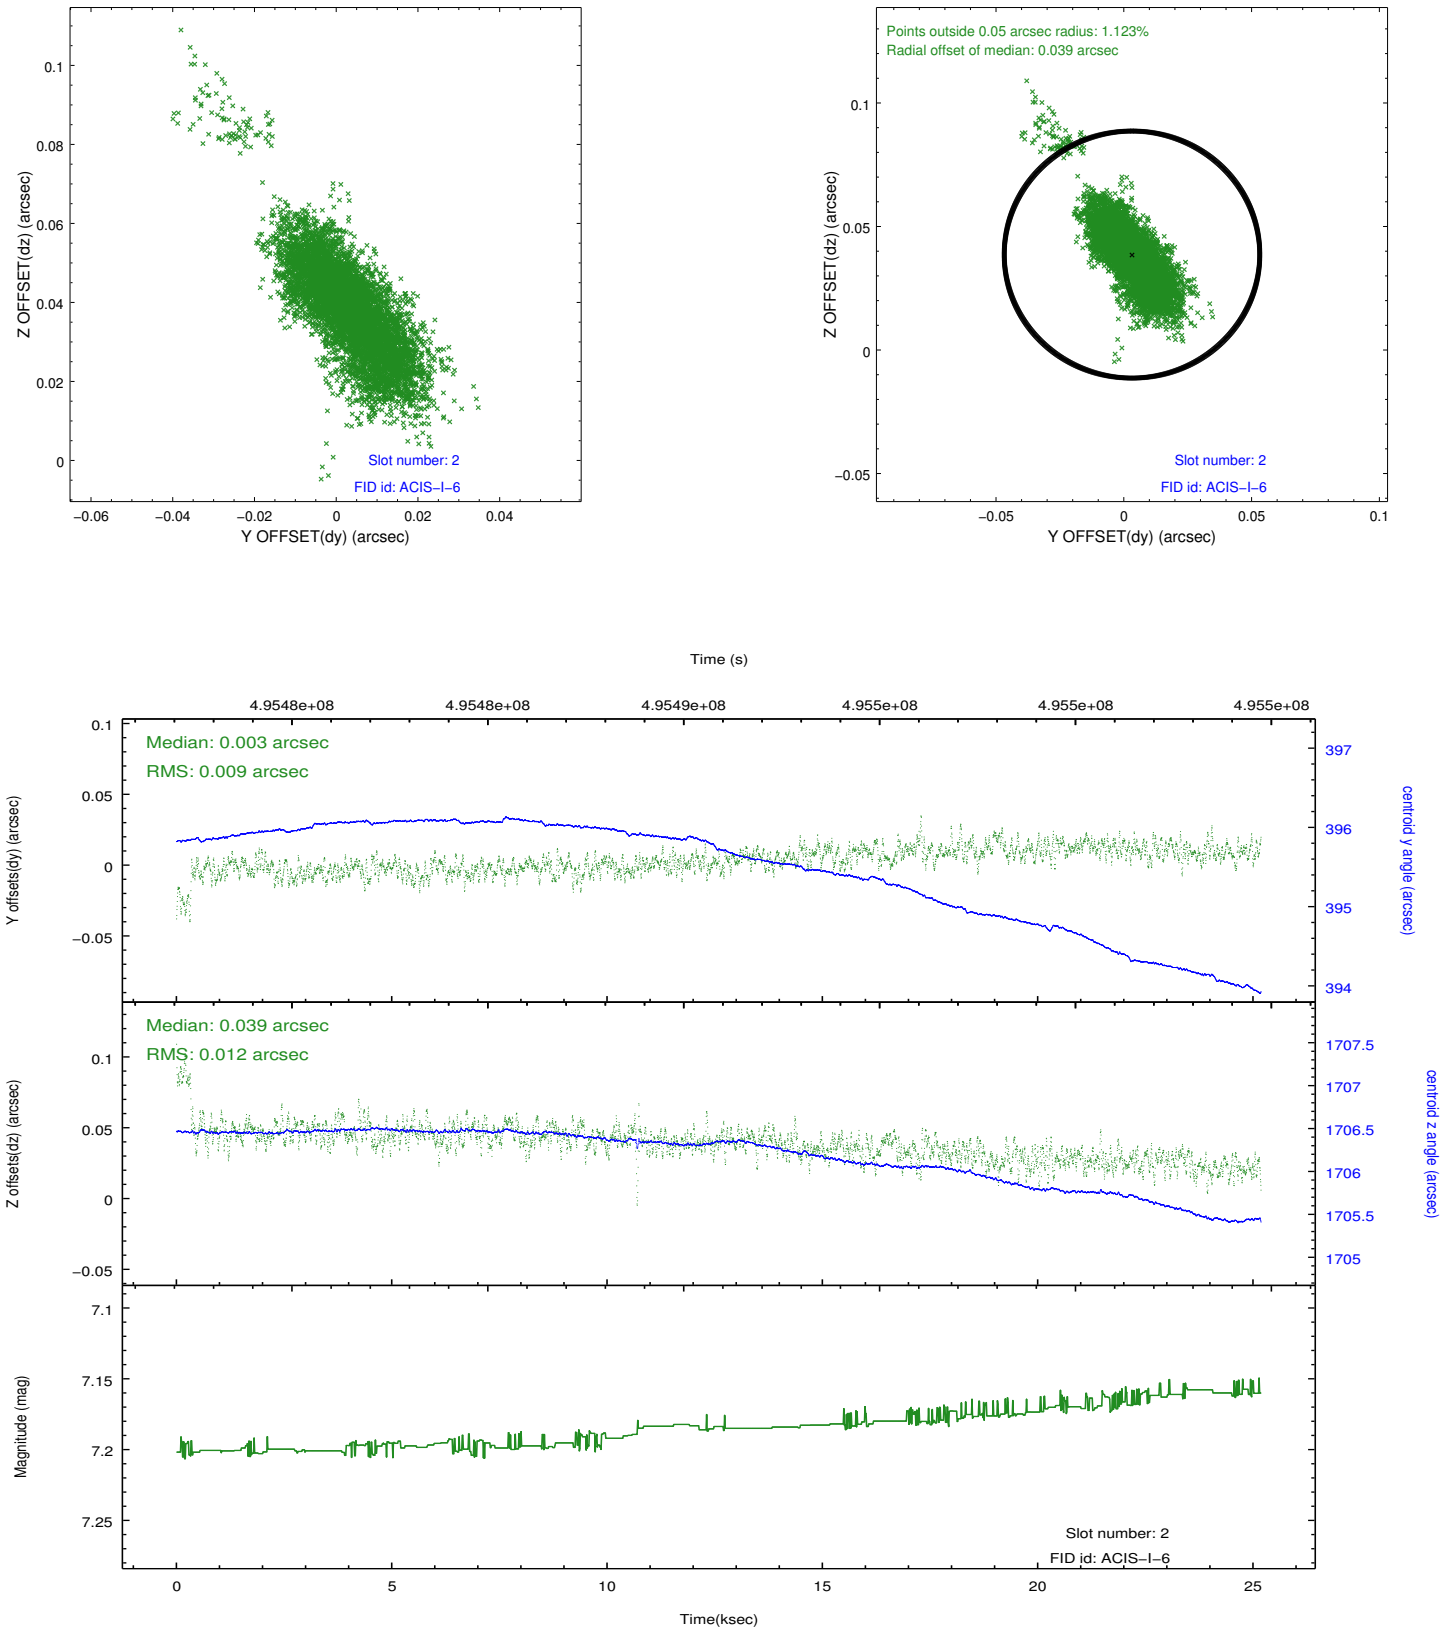 0.1
0.08
0.06
0.04
0.02
0
Z OFFSET(dz) (arcsec)
Slot number: 2
FID id: ACIS−I−6
−0.06 −0.04 −0.02 0 0.02 0.04
Y OFFSET(dy) (arcsec)
Points outside 0.05 arcsec radius: 1.123%
Radial offset of median: 0.039 arcsec
0.1
0.05
0
−0.05
Z OFFSET(dz) (arcsec)
Slot number: 2
FID id: ACIS−I−6
−0.05 0 0.05 0.1
Y OFFSET(dy) (arcsec)
Time (s)
4.9548e+08 4.9548e+08 4.9549e+08 4.955e+08 4.955e+08 4.955e+08
Median: 0.003 arcsec
RMS: 0.009 arcsec
0.1
0.05
0
−0.05
Y offsets(dy) (arcsec)
397
396
395
394
centroid y angle (arcsec)
Median: 0.039 arcsec
RMS: 0.012 arcsec
0.1
0.05
0
−0.05
Z offsets(dz) (arcsec)
1707.5
1707
1706.5
1706
1705.5
1705
centroid z angle (arcsec)
7.1
7.15
7.2
7.25
Magnitude (mag)
Slot number: 2
FID id: ACIS−I−6
0 5 10 15 20 25
Time(ksec)